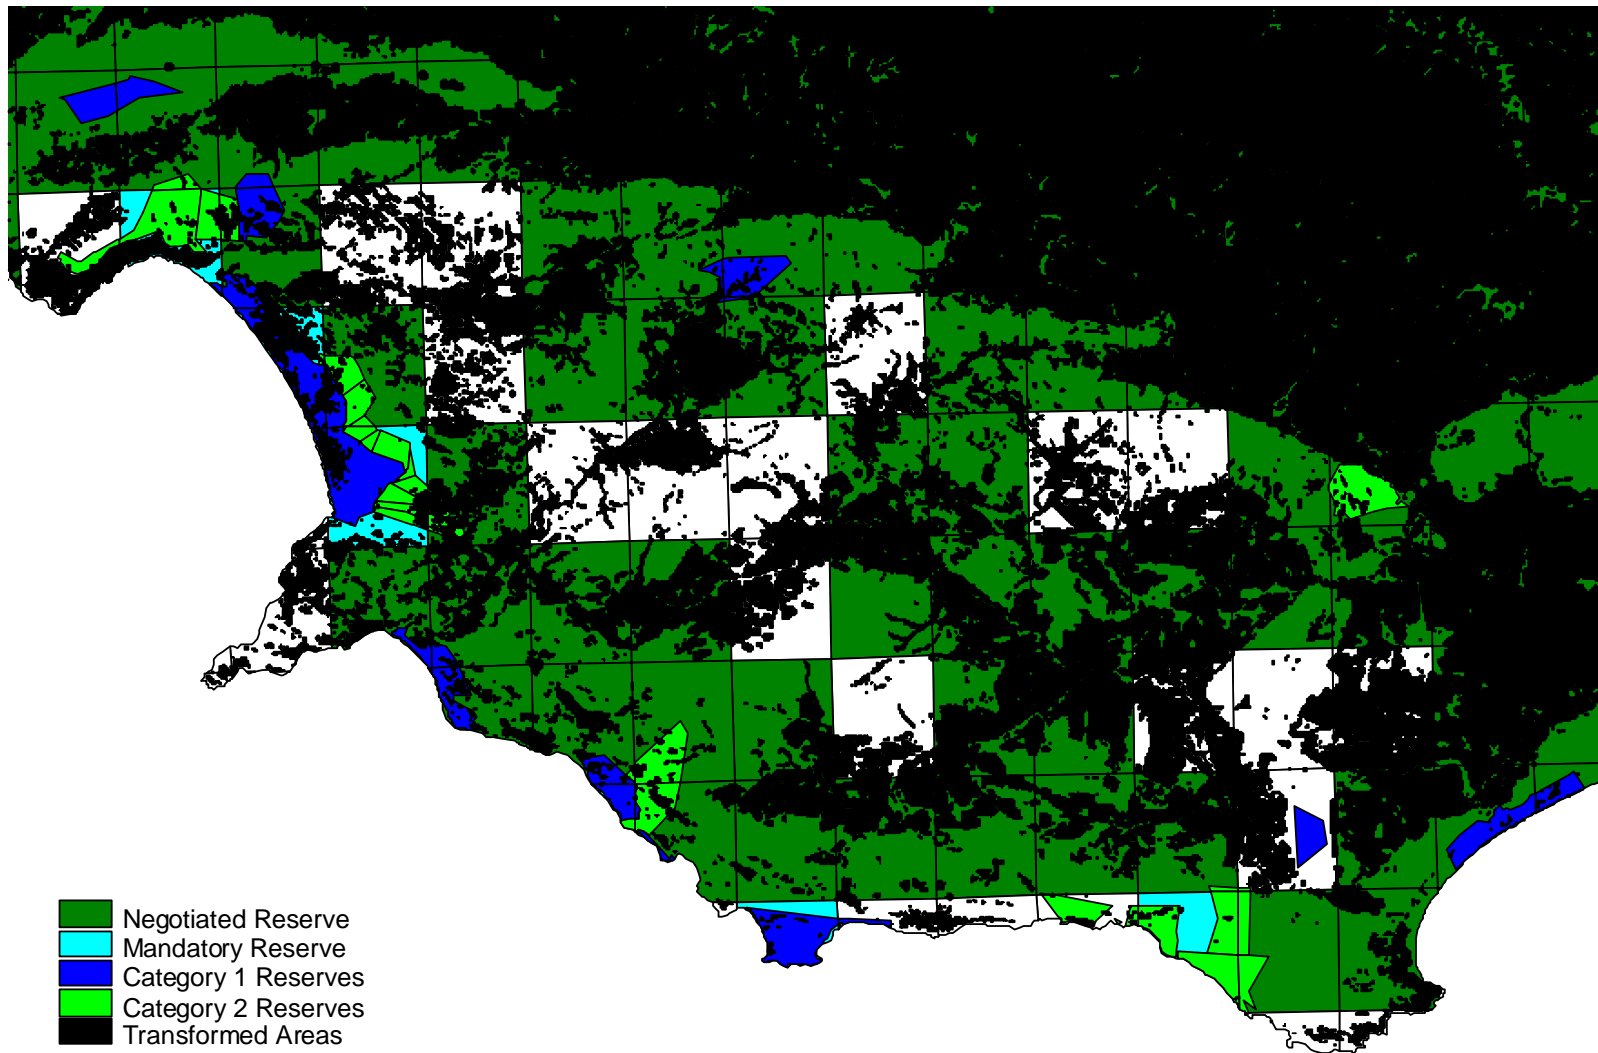 Negotiated Reserve
Mandatory Reserve
Category 1 Reserves
Category 2 Reserves
Transformed Areas